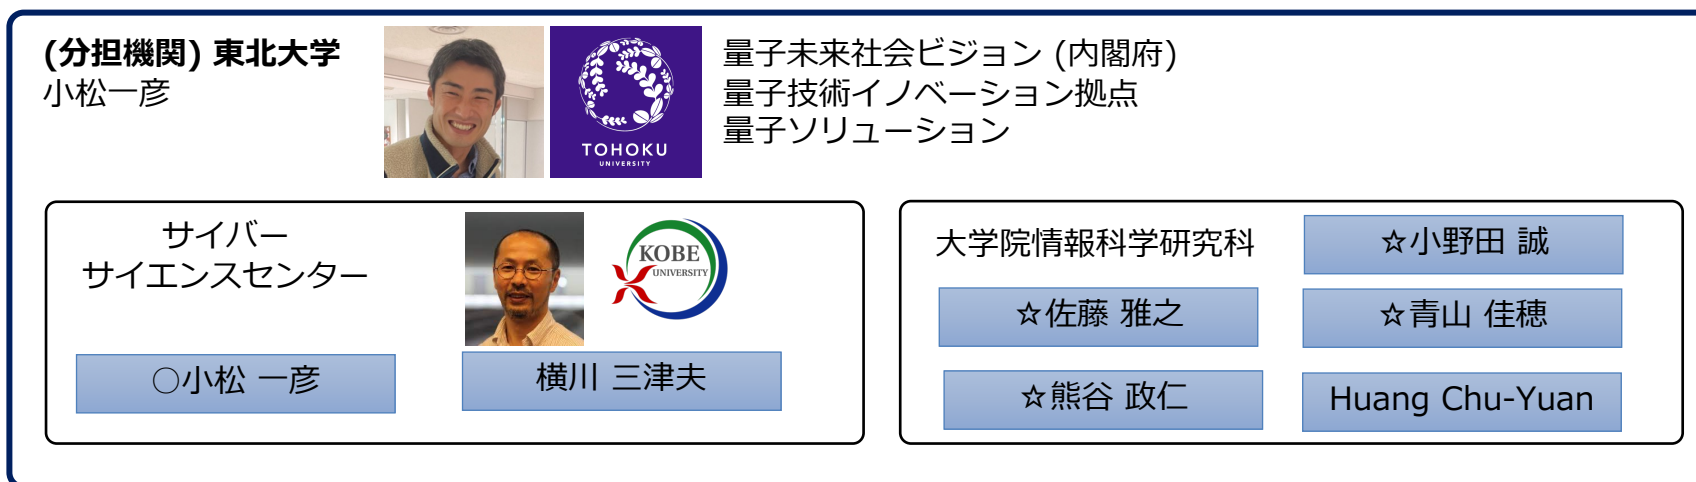 (分担機関) 東北大学
小松一彦
TOHOKU
UNIVERSITY
量子未来社会ビジョン (内閣府)
量子技術イノベーション拠点
量子ソリューション
サイバー
サイエンスセンター
KOBE
UNIVERSITY
○小松 一彦
横川 三津夫
大学院情報科学研究科
☆小野田 誠
☆佐藤 雅之
☆青山 佳穂
☆熊谷 政仁
Huang Chu-Yuan